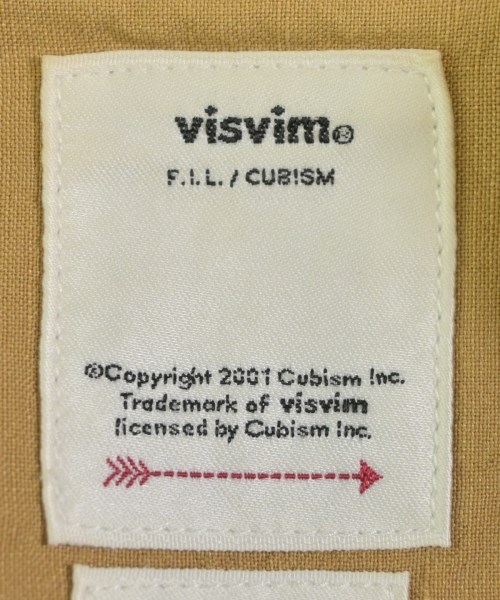 visvim®
F.I.L. / CUBISM
©Copyright 2001 Cubism Inc.
Trademark of visvim
licensed by Cubism Inc.